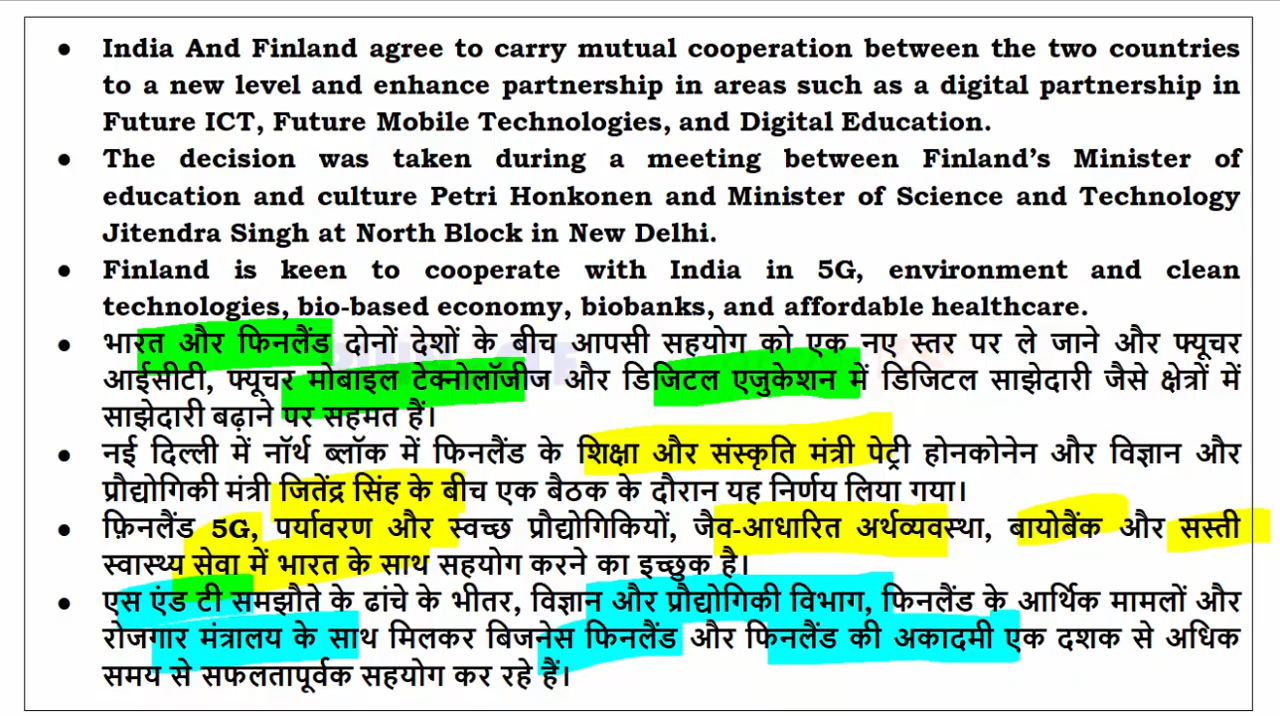 ● India And Finland agree to carry mutual cooperation between the two countries
to a new level and enhance partnership in areas such as a digital partnership in
Future ICT, Future Mobile Technologies, and Digital Education.
● The decision was taken during a meeting between Finland’s Minister of
education and culture Petri Honkonen and Minister of Science and Technology
Jitendra Singh at North Block in New Delhi.
● Finland is keen to cooperate with India in 5G, environment and clean
technologies, bio-based economy, biobanks, and affordable healthcare.
● भारत और फिनलैंड दोनों देशों के बीच आपसी सहयोग को एक नए स्तर पर ले जाने और फ्यूचर
आईसीटी, फ्यूचर मोबाइल टेक्नोलॉजीज और डिजिटल एजुकेशन में डिजिटल साझेदारी जैसे क्षेत्रों में
साझेदारी बढ़ाने पर सहमत हैं।
● नई दिल्ली में नॉर्थ ब्लॉक में फिनलैंड के शिक्षा और संस्कृति मंत्री पेट्री होनकोनेन और विज्ञान और
प्रौद्योगिकी मंत्री जितेंद्र सिंह के बीच एक बैठक के दौरान यह निर्णय लिया गया।
● फ़िनलैंड 5G, पर्यावरण और स्वच्छ प्रौद्योगिकियों, जैव-आधारित अर्थव्यवस्था, बायोबैंक और सस्ती
स्वास्थ्य सेवा में भारत के साथ सहयोग करने का इच्छुक है।
● एस एंड टी समझौते के ढांचे के भीतर, विज्ञान और प्रौद्योगिकी विभाग, फिनलैंड के आर्थिक मामलों और
रोजगार मंत्रालय के साथ मिलकर बिजनेस फिनलैंड और फिनलैंड की अकादमी एक दशक से अधिक
समय से सफलतापूर्वक सहयोग कर रहे हैं।